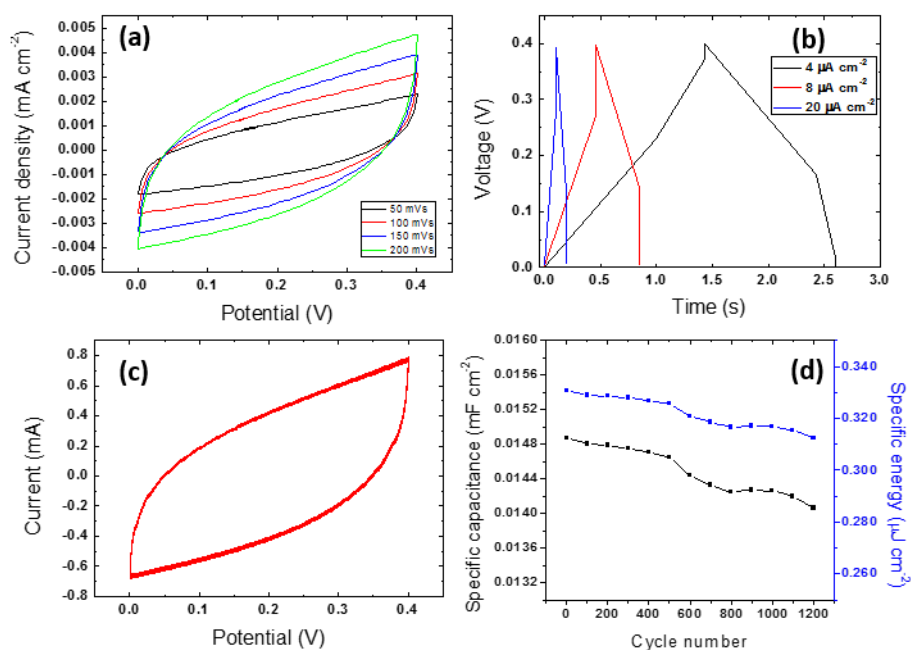 (a)
0.005
0.004
0.003
0.002
0.001
0.000
-0.001
-0.002
-0.003
-0.004
-0.005
Current density (mA cm-2)
50 mVs
100 mVs
150 mVs
200 mVs
0.0 0.1 0.2 0.3 0.4
Potential (V)
(b)
0.4
0.3
0.2
0.1
0.0
Voltage (V)
4 µA cm-2
8 µA cm-2
20 µA cm-2
0.0 0.5 1.0 1.5 2.0 2.5 3.0
Time (s)
(c)
0.8
0.6
0.4
0.2
0.0
-0.2
-0.4
-0.6
-0.8
Current (mA)
0.0 0.1 0.2 0.3 0.4
Potential (V)
(d)
0.0160
0.0156
0.0152
0.0148
0.0144
0.0140
0.0136
0.0132
Specific capacitance (mF cm-2)
0.340
0.320
0.300
0.280
0.260
Specific energy (µJ cm-2)
0 200 400 600 800 1000 1200
Cycle number